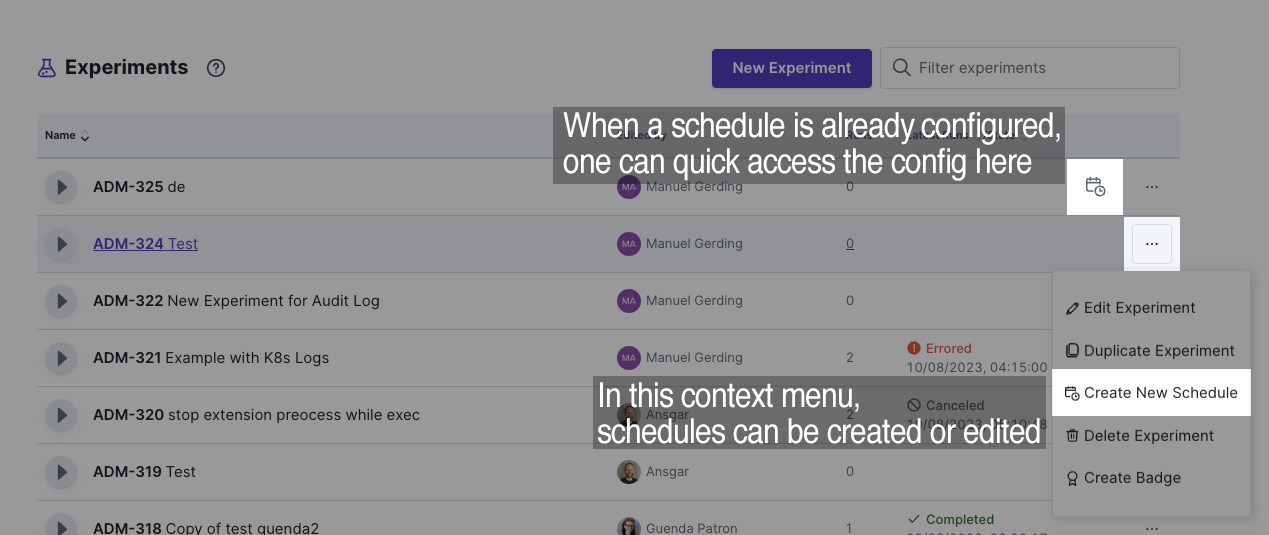 Experiments
New Experiment
Filter experiments
Name
When a schedule is already configured,
one can quick access the config here
ADM-325 de
MA Manuel Gerding
0
ADM-324 Test
MA Manuel Gerding
0
ADM-322 New Experiment for Audit Log
MA Manuel Gerding
0
Edit Experiment
ADM-321 Example with K8s Logs
MA Manuel Gerding
2
Errored
10/08/2023, 04:15:00
Duplicate Experiment
In this context menu,
schedules can be created or edited
Create New Schedule
ADM-320 stop extension preocess while exec
Ansgar
2
Canceled
Delete Experiment
ADM-319 Test
Ansgar
0
Create Badge
ADM-318 Copy of test guenda2
Guenda Patron
1
Completed